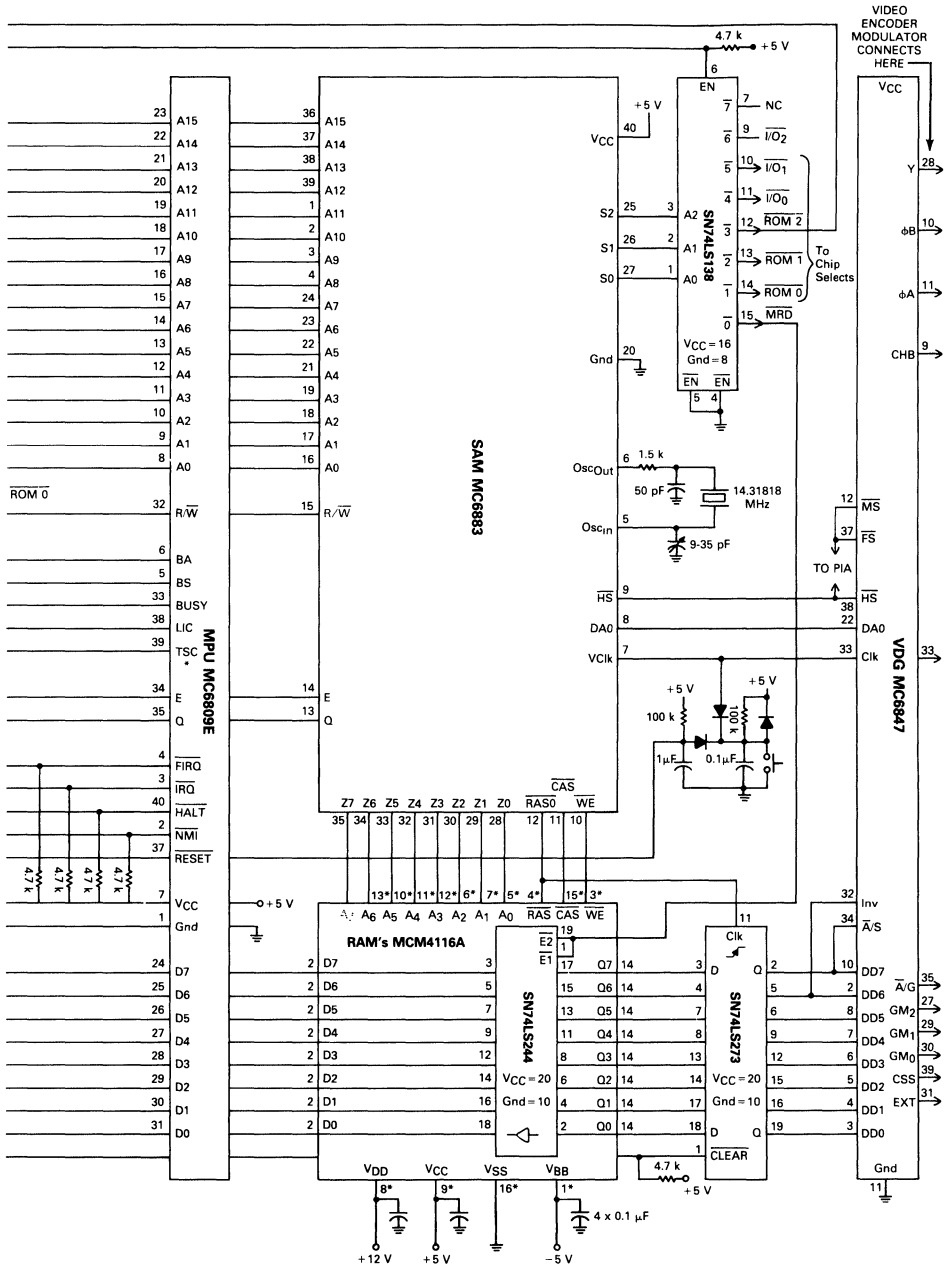 VIDEO
ENCODER
MODULATOR
CONNECTS
HERE
4.7 k
+5 V
6
EN
7̅ 7 NC
6̅ 9 I/O2
5̅ 10 I/O1
4̅ 11 I/O0
3̅ 12 ROM 2
2̅ 13 ROM 1
1̅ 14 ROM 0
0̅ 15 MRD
To
Chip
Selects
3 A2
2 A1
1 A0
SN74LS138
VCC = 16
Gnd = 8
EN EN
5 4
MPU MC6809E
23 A15
22 A14
21 A13
20 A12
19 A11
18 A10
17 A9
16 A8
15 A7
14 A6
13 A5
12 A4
11 A3
10 A2
9 A1
8 A0
ROM 0
32 R/W̅
6 BA
5 BS
33 BUSY
38 LIC
39 TSC
*
34 E
35 Q
4 FIRQ
3 IRQ
40 HALT
2 NMI
37 RESET
4.7 k
4.7 k
4.7 k
4.7 k
7 VCC
+5 V
1 Gnd
24 D7
25 D6
26 D5
27 D4
28 D3
29 D2
30 D1
31 D0
SAM MC6883
36 A15
37 A14
38 A13
39 A12
1 A11
2 A10
3 A9
4 A8
24 A7
23 A6
22 A5
21 A4
19 A3
18 A2
17 A1
16 A0
15 R/W̅
14 E
13 Q
+5 V
VCC 40
S2 25
S1 26
S0 27
Gnd 20
OscOut 6
1.5 k
50 pF
14.31818
MHz
Oscin 5
9-35 pF
HS 9
DA0 8
VClk 7
+5 V
100 k
1 µF
100 k
0.1 µF
+5 V
Z7 Z6 Z5 Z4 Z3 Z2 Z1 Z0 RAS0 CAS WE
35 34 33 32 31 30 29 28 12 11 10
13* 10* 11* 12* 6* 7* 5* 4* 15* 3*
A6 A5 A4 A3 A2 A1 A0 RAS CAS WE
RAM's MCM4116A
2 D7 3
2 D6 5
2 D5 7
2 D4 9
2 D3 12
2 D2 14
2 D1 16
2 D0 18
SN74LS244
E2 19
E1 1
VCC = 20
Gnd = 10
17 Q7 14
15 Q6 14
13 Q5 14
11 Q4 14
8 Q3 14
6 Q2 14
4 Q1 14
2 Q0 14
VDD VCC VSS VBB
8* 9* 16* 1*
4 x 0.1 µF
+12 V +5 V −5 V
11
Clk
SN74LS273
3 D Q 2
4 5
7 6
8 9
13 12
14 15
17 16
18 D Q 19
VCC = 20
Gnd = 10
1 CLEAR
4.7 k
+5 V
VDG MC6847
VCC
Y 28
φB 10
φA 11
CHB 9
12 MS
37 FS
TO PIA
HS
38
22 DA0
33 Clk
33
32 Inv
34 A̅/S
10 DD7
2 DD6
8 DD5
7 DD4
6 DD3
5 DD2
4 DD1
3 DD0
A̅/G 35
GM2 27
GM1 29
GM0 30
CSS 39
EXT 31
Gnd
11